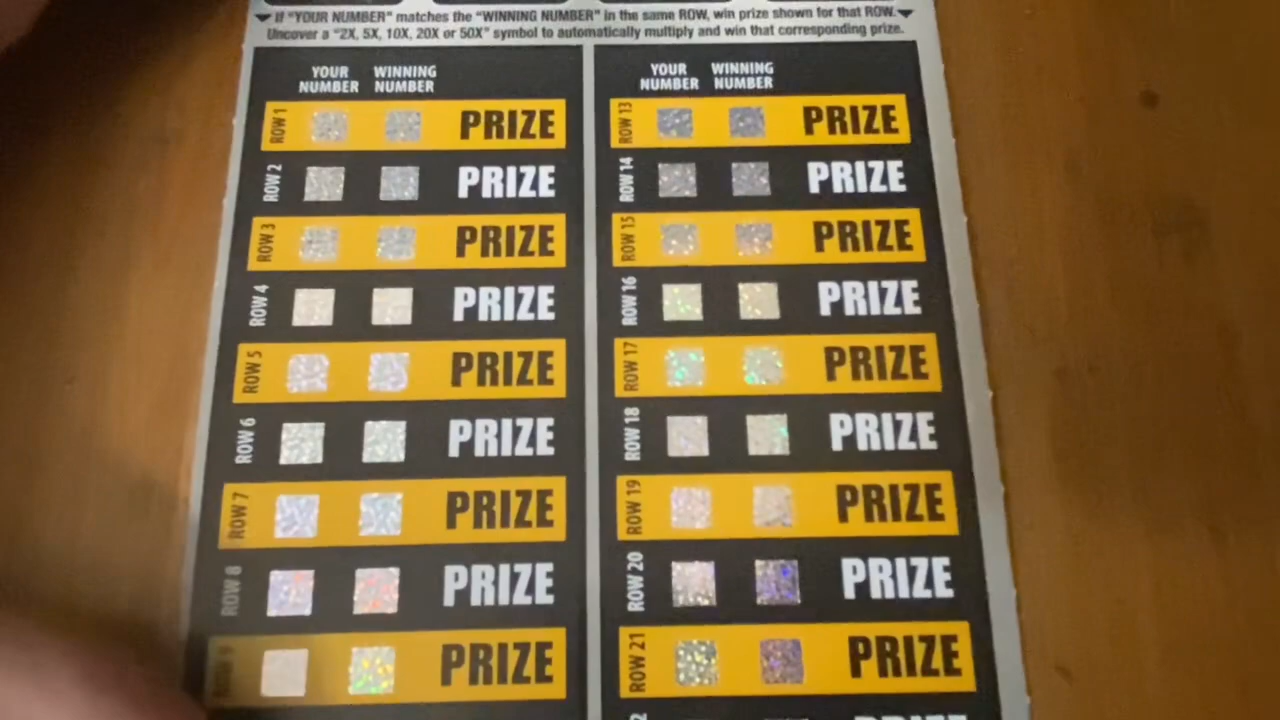 If "YOUR NUMBER" matches the "WINNING NUMBER" in the same ROW, win prize shown for that ROW.
Uncover a "2X, 5X, 10X, 20X or 50X" symbol to automatically multiply and win that corresponding prize.
YOUR NUMBER WINNING NUMBER
ROW 1 PRIZE
ROW 2 PRIZE
ROW 3 PRIZE
ROW 4 PRIZE
ROW 5 PRIZE
ROW 6 PRIZE
ROW 7 PRIZE
ROW 8 PRIZE
ROW 9 PRIZE
YOUR NUMBER WINNING NUMBER
ROW 13 PRIZE
ROW 14 PRIZE
ROW 15 PRIZE
ROW 16 PRIZE
ROW 17 PRIZE
ROW 18 PRIZE
ROW 19 PRIZE
ROW 20 PRIZE
ROW 21 PRIZE
PRIZE